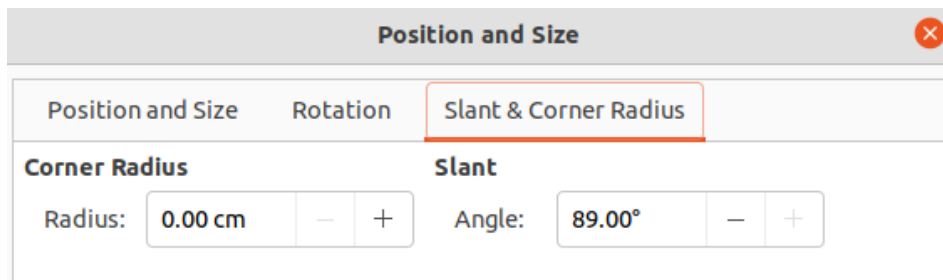 Position and Size
Position and Size Rotation Slant & Corner Radius
Corner Radius Slant
Radius: 0.00 cm − + Angle: 89.00° − +